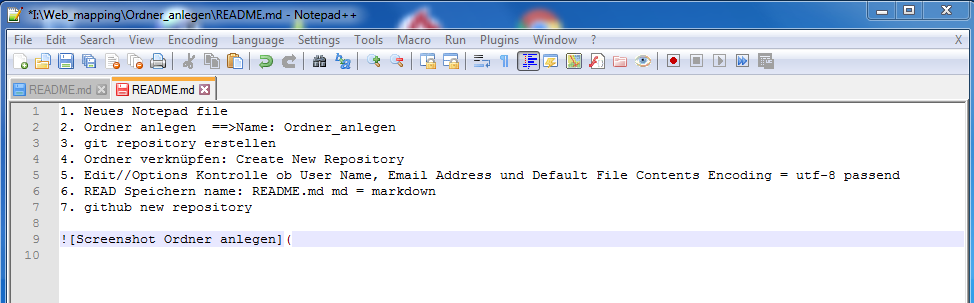 *I:\Web_mapping\Ordner_anlegen\README.md - Notepad++
File Edit Search View Encoding Language Settings Tools Macro Run Plugins Window ? X
README.md README.md
1 1. Neues Notepad file
2 2. Ordner anlegen ==>Name: Ordner_anlegen
3 3. git repository erstellen
4 4. Ordner verknüpfen: Create New Repository
5 5. Edit//Options Kontrolle ob User Name, Email Address und Default File Contents Encoding = utf-8 passend
6 6. READ Speichern name: README.md md = markdown
7 7. github new repository
8
9 ![Screenshot Ordner anlegen](
10